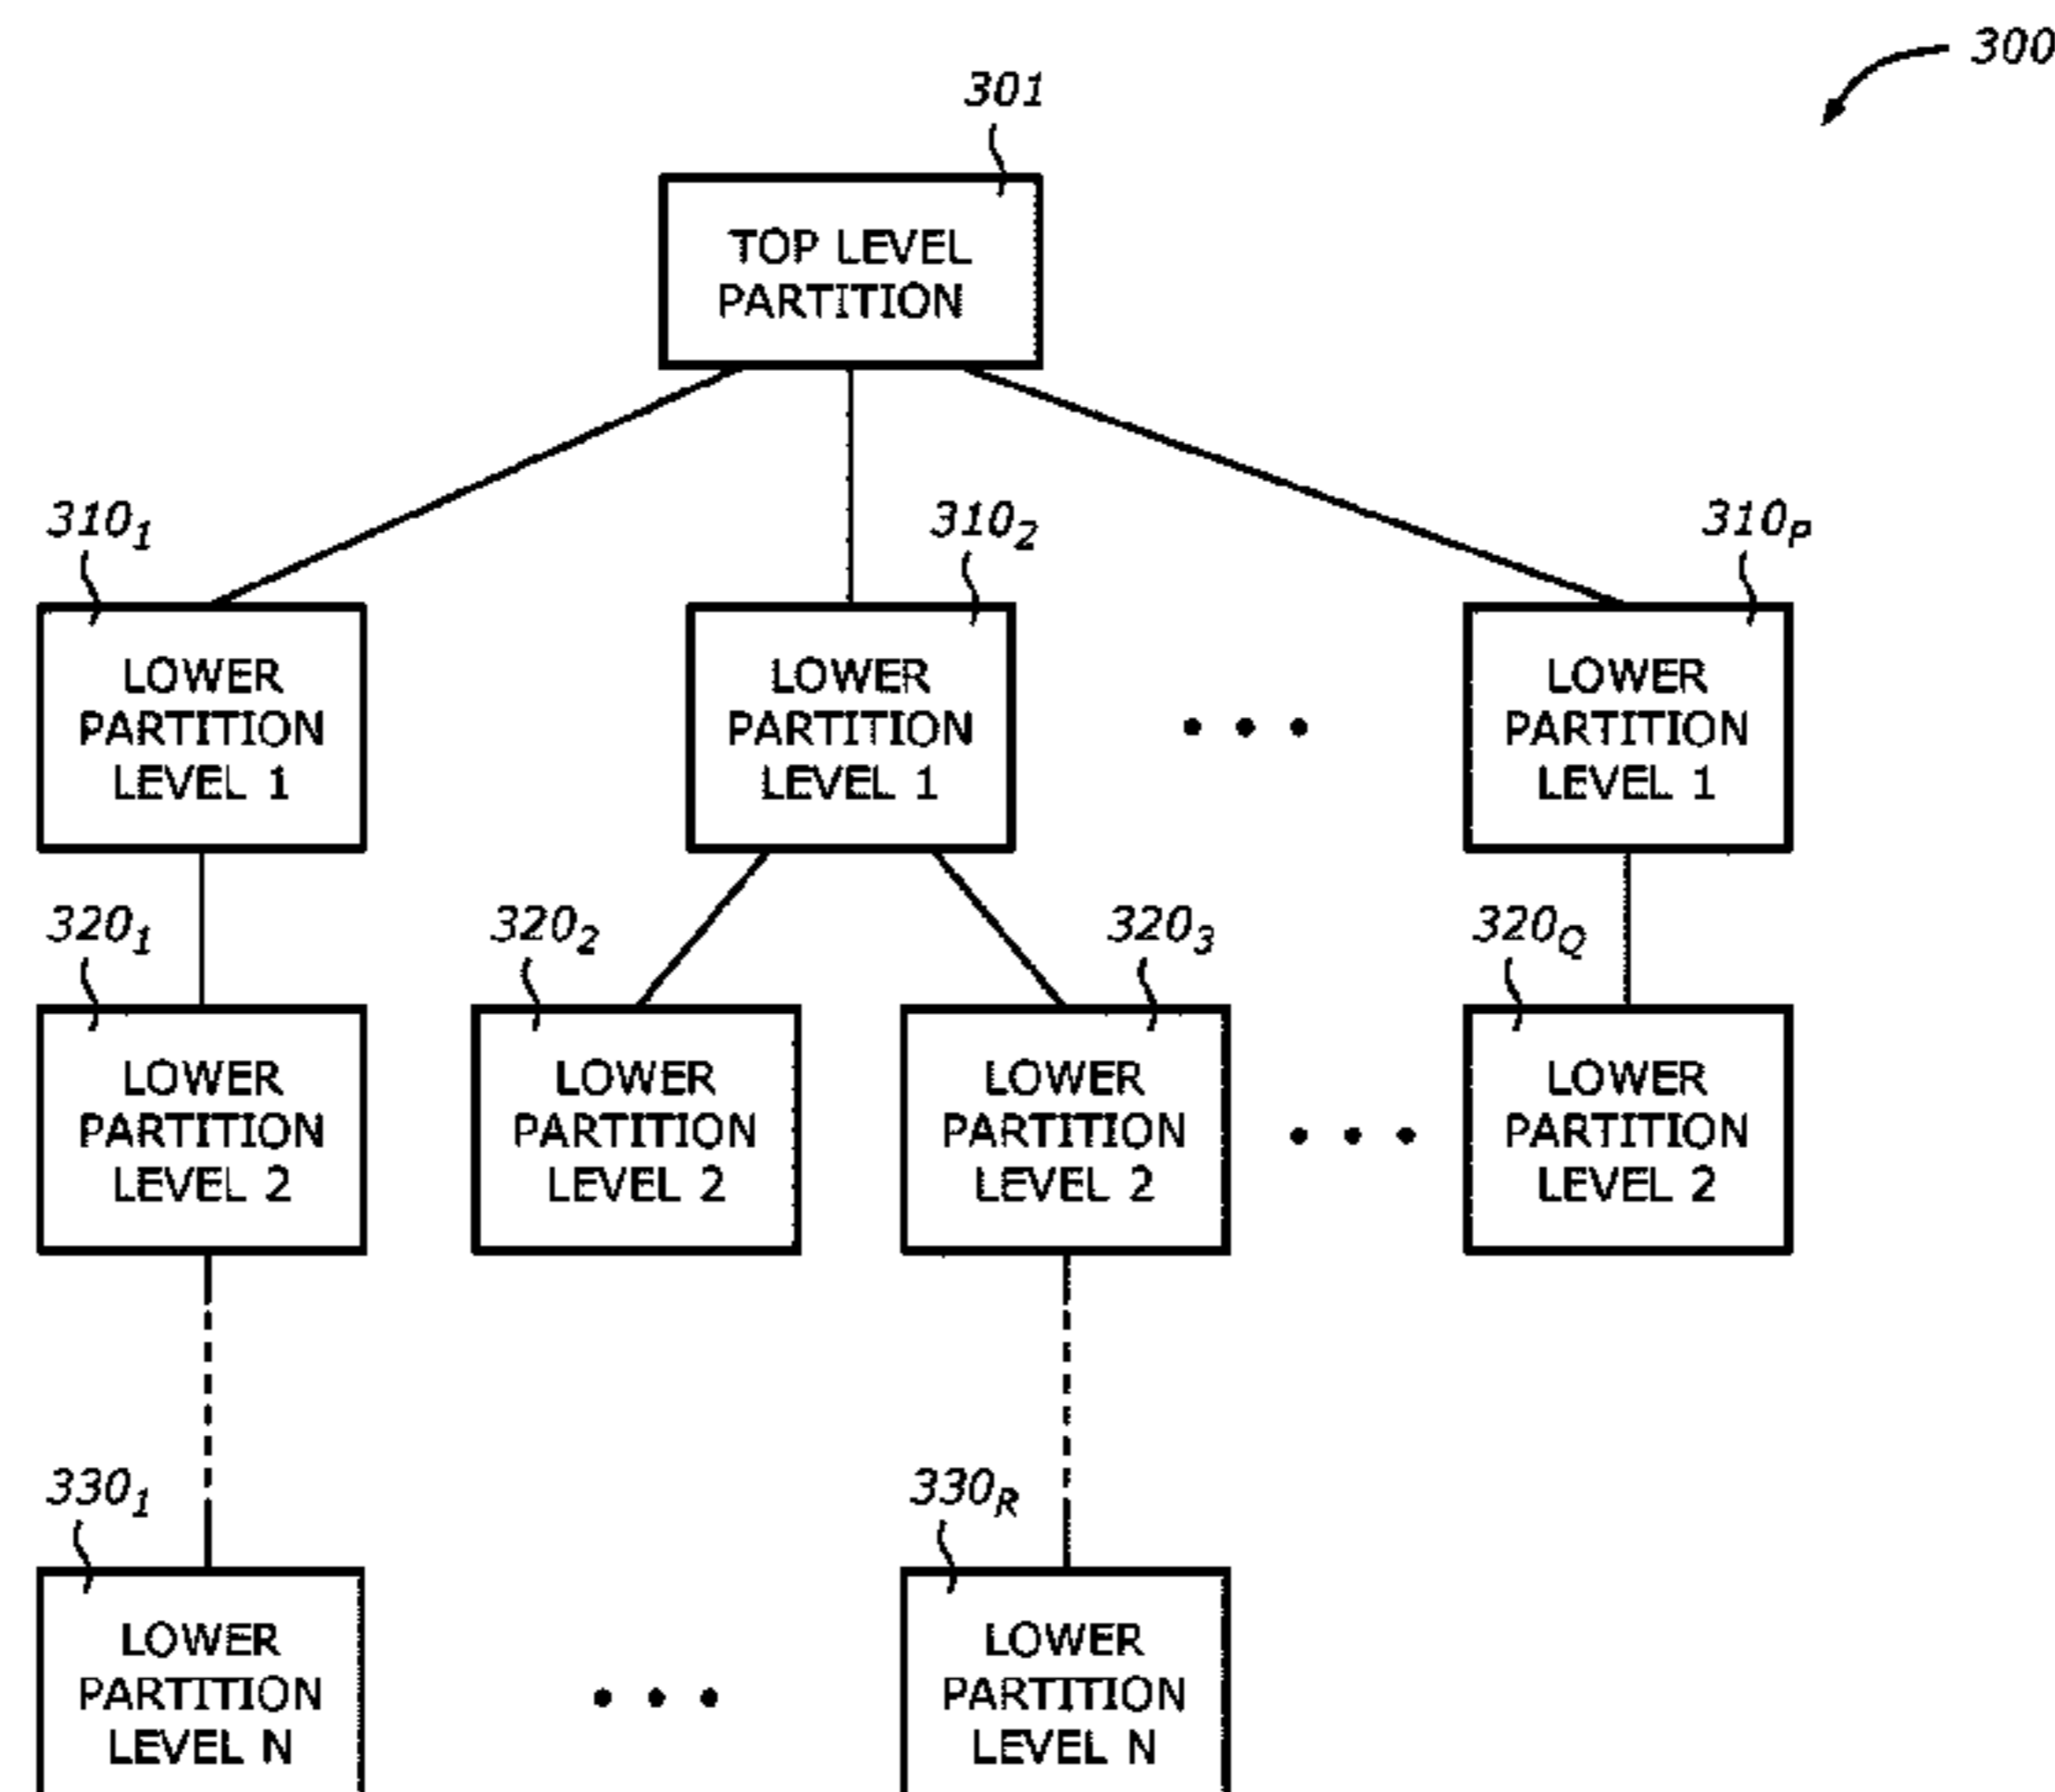 300
301
TOP LEVEL
PARTITION
310₁
310₂
310ₚ
LOWER
PARTITION
LEVEL 1
LOWER
PARTITION
LEVEL 1
LOWER
PARTITION
LEVEL 1
320₁
320₂
320₃
320Q
LOWER
PARTITION
LEVEL 2
LOWER
PARTITION
LEVEL 2
LOWER
PARTITION
LEVEL 2
LOWER
PARTITION
LEVEL 2
330₁
330R
LOWER
PARTITION
LEVEL N
LOWER
PARTITION
LEVEL N